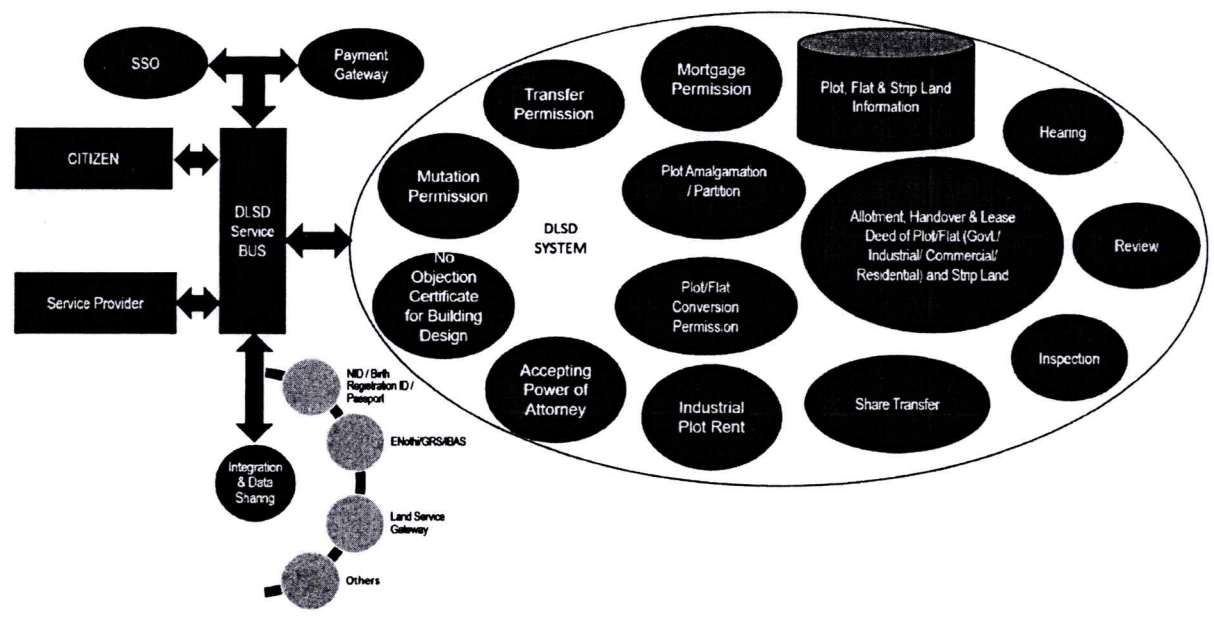 SSO
Payment
Gateway
CITIZEN
DLSD
Service
BUS
Service Provider
Integration
& Data
Sharing
NID / Birth
Registration ID /
Passport
ENothi/GRS/IBAS
Land Service
Gateway
Others
DLSD
SYSTEM
Transfer
Permission
Mortgage
Permission
Plot, Flat & Strip Land
Information
Hearing
Mutation
Permission
Plot Amalgamation
/ Partition
Allotment, Handover & Lease
Deed of Plot/Flat (Govt./
Industrial/ Commercial/
Residential) and Strip Land
Review
No
Objection
Certificate
for Building
Design
Plot/Flat
Conversion
Permission
Inspection
Accepting
Power of
Attorney
Industrial
Plot Rent
Share Transfer